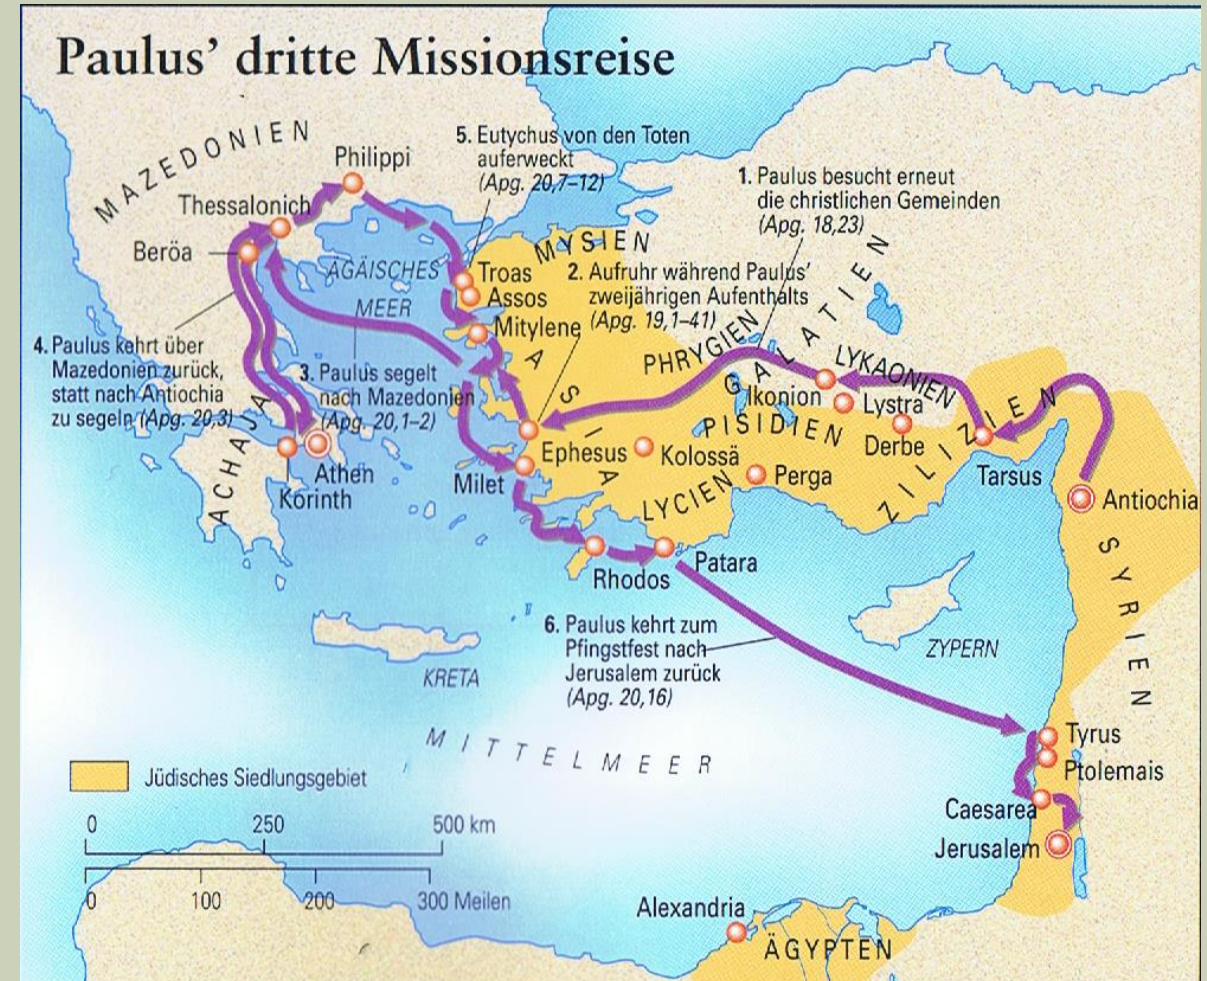 Paulus’ dritte Missionsreise
MAZEDONIEN
Philippi
Thessalonich
Beröa
5. Eutychus von den Toten
auferweckt
(Apg. 20,7–12)
1. Paulus besucht erneut
die christlichen Gemeinden
(Apg. 18,23)
ÄGÄISCHES
MEER
MYSIEN
Troas
Assos
Mitylene
2. Aufruhr während Paulus’
zweijährigen Aufenthalts
(Apg. 19,1–41)
ASIA
PHRYGIEN
GALATIEN
LYKAONIEN
4. Paulus kehrt über
Mazedonien zurück,
statt nach Antiochia
zu segeln (Apg. 20,3)
3. Paulus segelt
nach Mazedonien
(Apg. 20,1–2)
ACHAJA
Athen
Korinth
Ikonion
Lystra
Derbe
PISIDIEN
Ephesus
Kolossä
Perga
Milet
LYCIEN
ZILIZIEN
Tarsus
Antiochia
SYRIEN
Rhodos
Patara
6. Paulus kehrt zum
Pfingstfest nach
Jerusalem zurück
(Apg. 20,16)
ZYPERN
KRETA
MITTELMEER
Tyrus
Ptolemais
Caesarea
Jerusalem
Jüdisches Siedlungsgebiet
0 250 500 km
0 100 200 300 Meilen
Alexandria
ÄGYPTEN